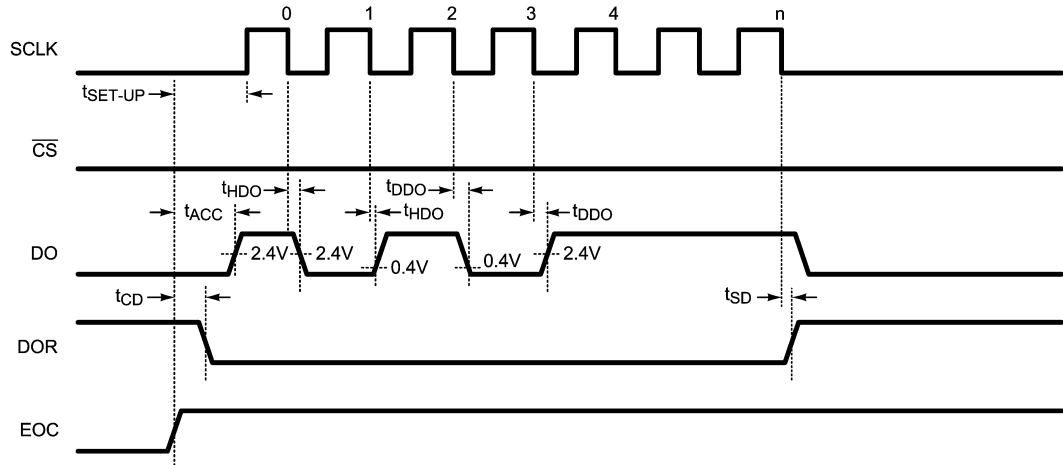 0 1 2 3 4 n
SCLK
tSET-UP
CS
tHDO
tDDO
tACC
tHDO
tDDO
DO
2.4V 2.4V 0.4V 0.4V 2.4V
tCD
tSD
DOR
EOC